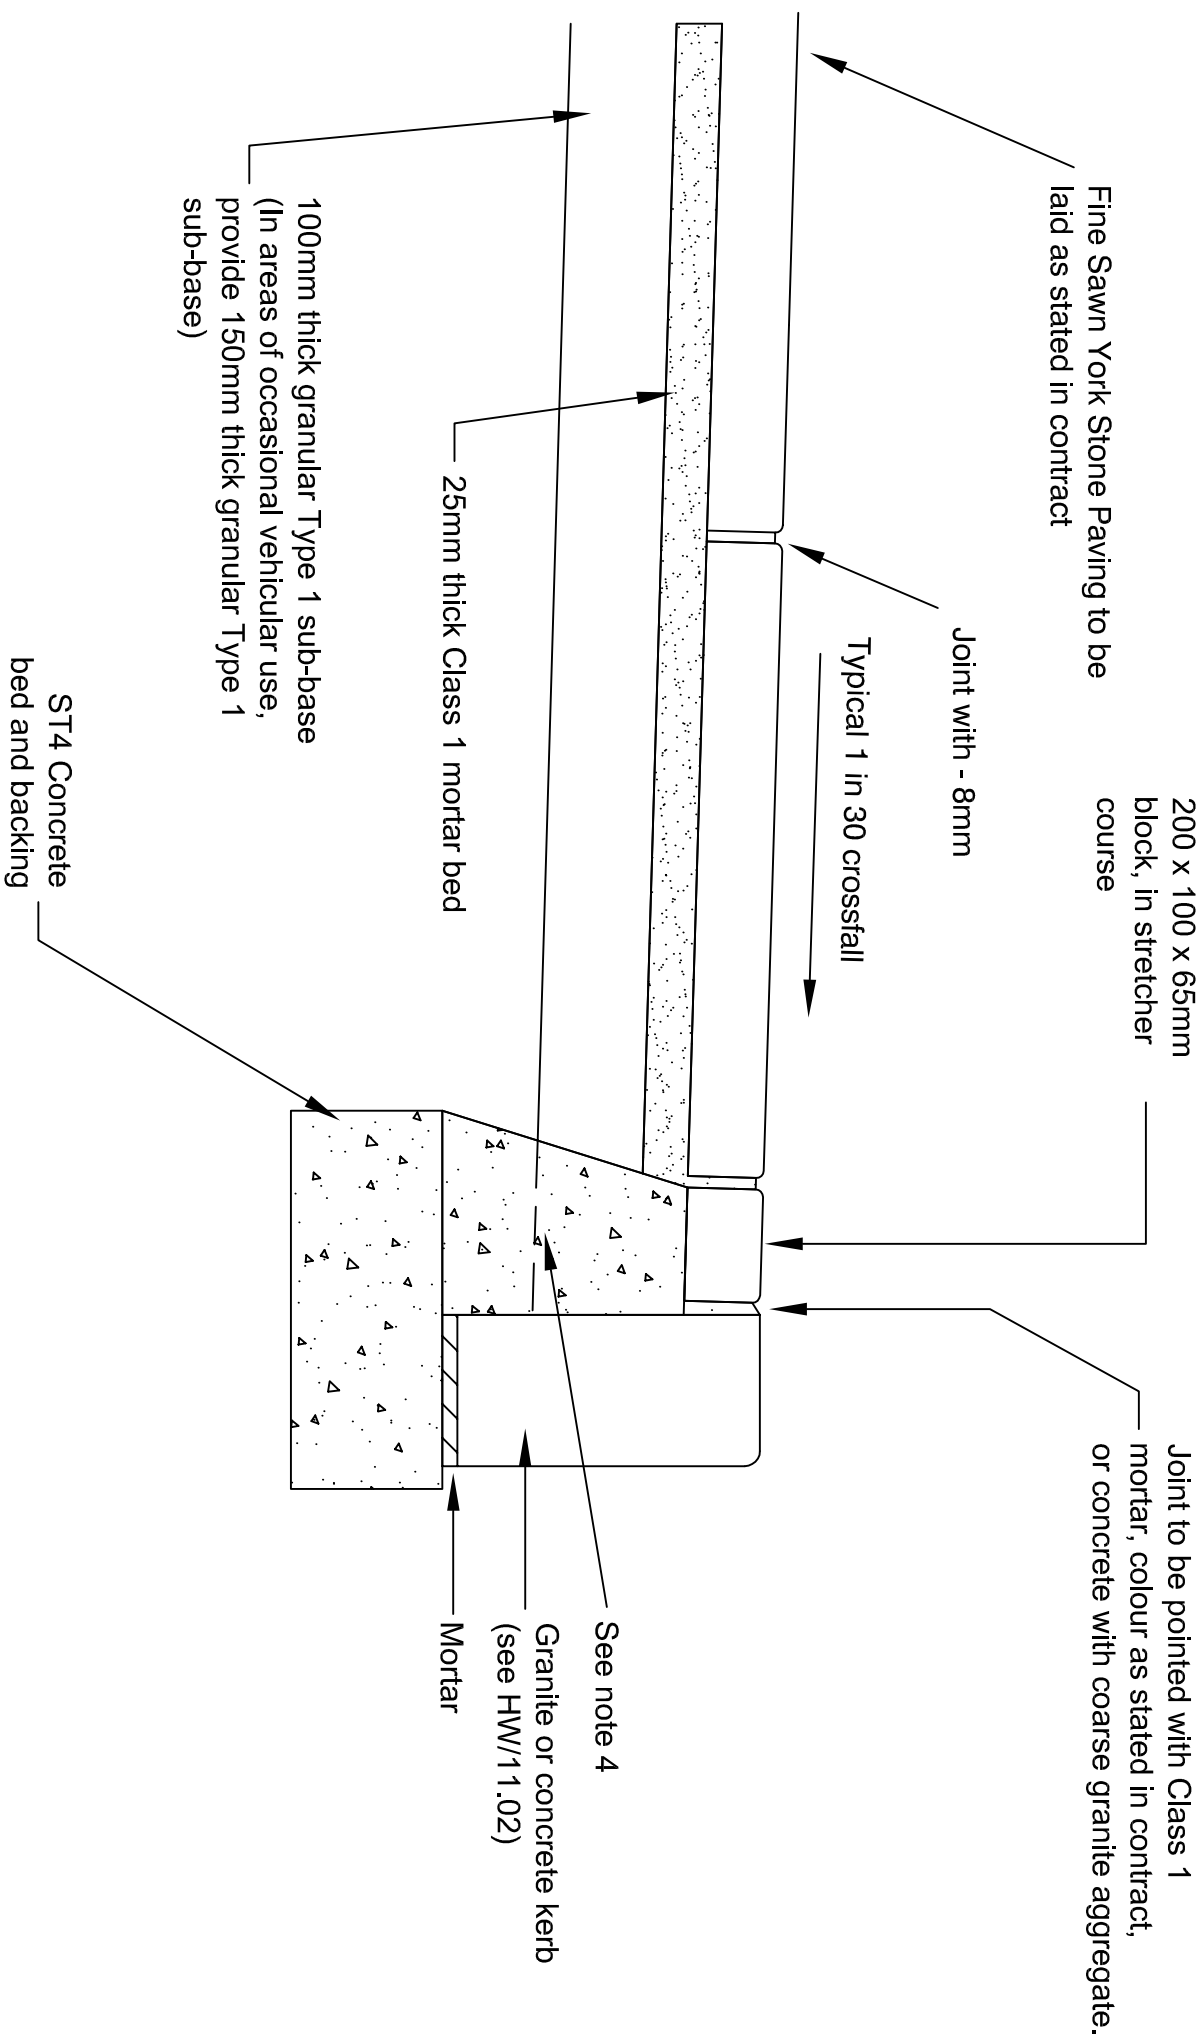 Fine Sawn York Stone Paving to be
laid as stated in contract
200 x 100 x 65mm
block, in stretcher
course
Joint to be pointed with Class 1
mortar, colour as stated in contract,
or concrete with coarse granite aggregate.
Joint with - 8mm
Typical 1 in 30 crossfall
See note 4
Granite or concrete kerb
(see HW/11.02)
Mortar
25mm thick Class 1 mortar bed
100mm thick granular Type 1 sub-base
(In areas of occasional vehicular use,
provide 150mm thick granular Type 1
sub-base)
ST4 Concrete
bed and backing